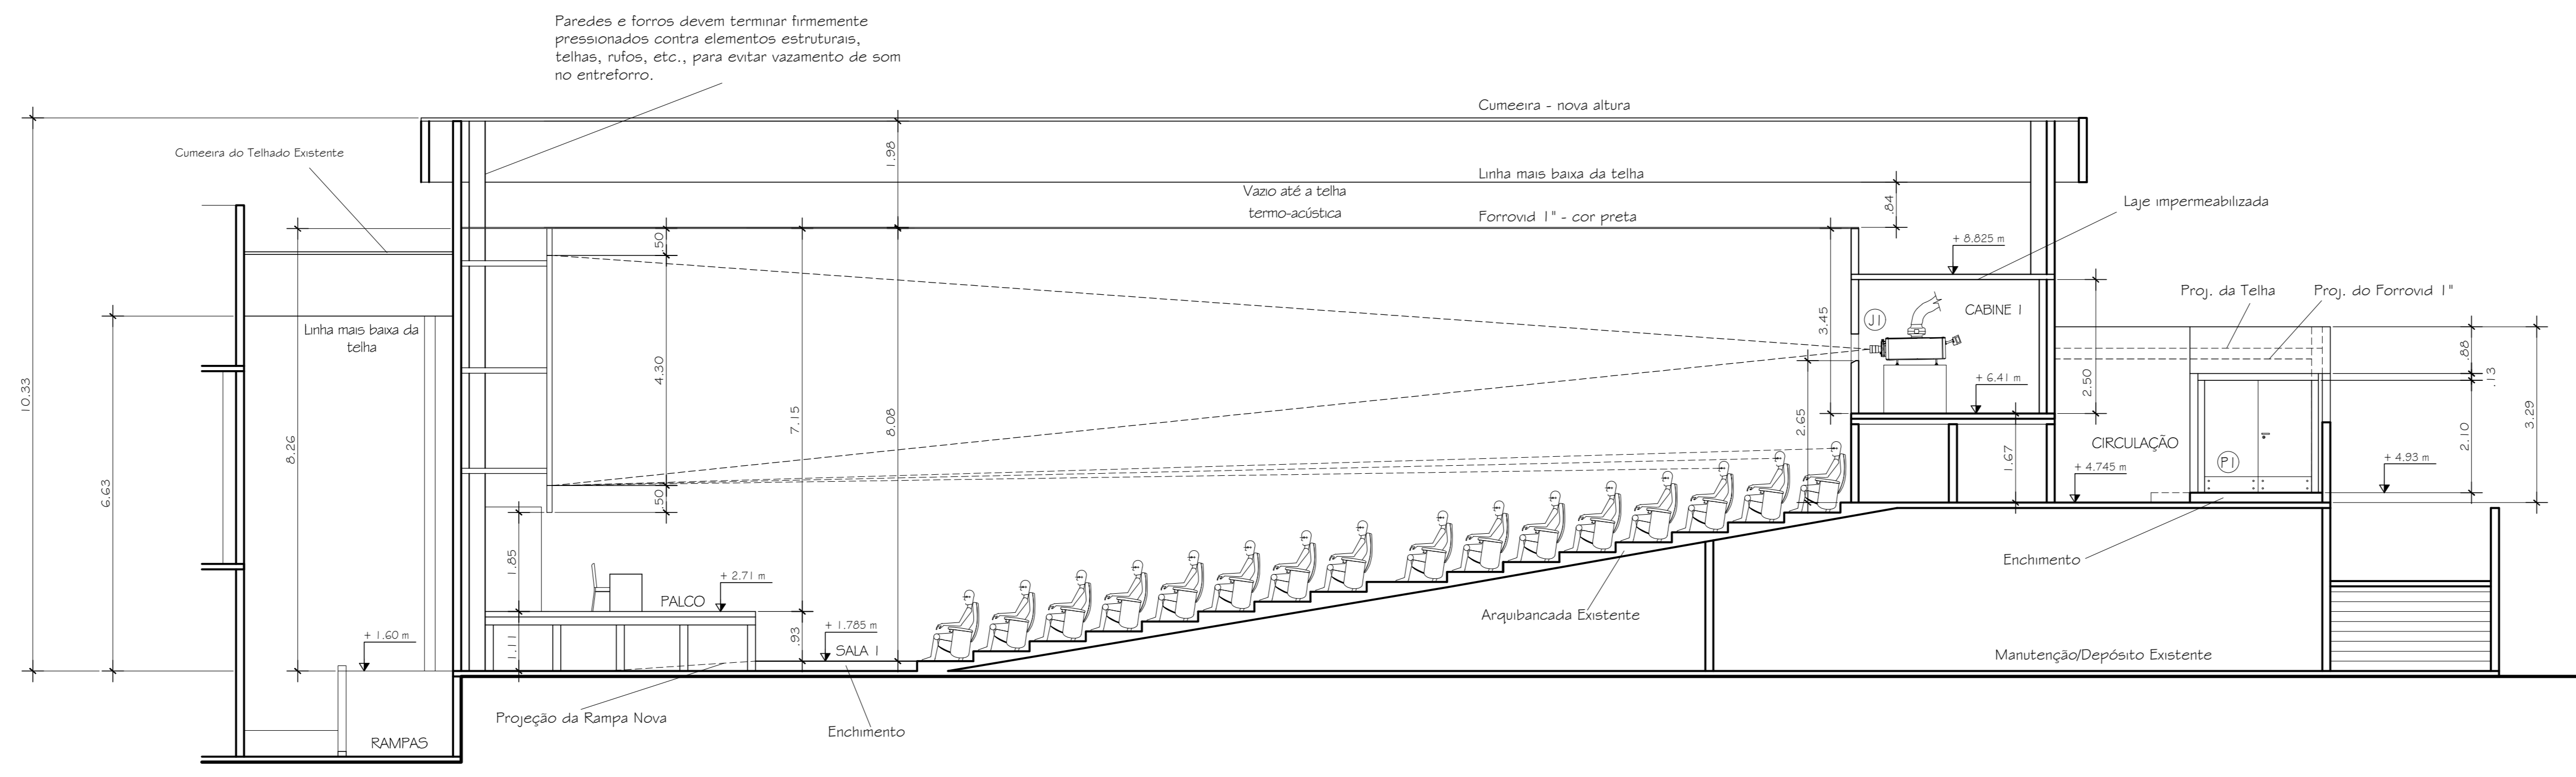 Paredes e forros devem terminar firmemente
pressionados contra elementos estruturais,
telhas, rufos, etc., para evitar vazamento de som
no entreforro.
Cumeeira - nova altura
Cumeeira do Telhado Existente
1.98
Linha mais baixa da telha
Vazio até a telha
termo-acústica
.84
Laje impermeabilizada
Forrovid 1" - cor preta
.50
+ 8.825 m
Proj. da Telha
Proj. do Forrovid 1"
CABINE 1
J1
3.45
Linha mais baixa da
telha
.88
.13
4.30
10.33
+ 6.41 m
2.50
7.15
8.08
2.65
3.29
2.10
8.26
CIRCULAÇÃO
1.67
P1
+ 4.93 m
+ 4.745 m
6.63
.50
1.85
Enchimento
+ 2.71 m
PALCO
Arquibancada Existente
+ 1.60 m
+ 1.785 m
.93
1.11
SALA 1
Manutenção/Depósito Existente
Projeção da Rampa Nova
Enchimento
RAMPAS